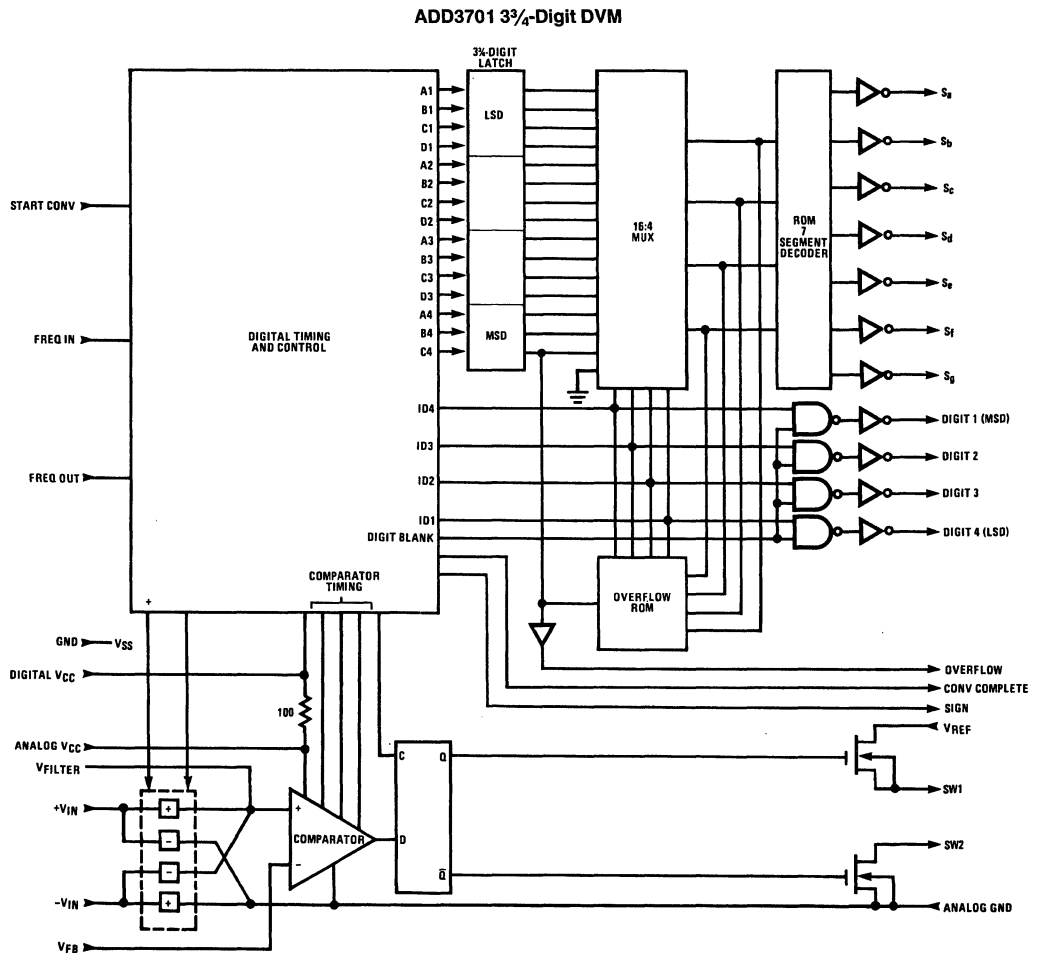 ADD3701 3¾-Digit DVM
3¾-DIGIT
LATCH
A1
B1
C1
D1
A2
B2
C2
D2
A3
B3
C3
D3
A4
B4
C4
LSD
MSD
16:4
MUX
ROM
7
SEGMENT
DECODER
Sa
Sb
Sc
Sd
Se
Sf
Sg
START CONV
FREQ IN
FREQ OUT
DIGITAL TIMING
AND CONTROL
ID4
ID3
ID2
ID1
DIGIT BLANK
DIGIT 1 (MSD)
DIGIT 2
DIGIT 3
DIGIT 4 (LSD)
COMPARATOR
TIMING
OVERFLOW
ROM
+
GND
VSS
DIGITAL VCC
100
ANALOG VCC
VFILTER
+VIN
-VIN
VFB
+
-
-
+
+
COMPARATOR
-
C
D
Q
Q̅
OVERFLOW
CONV COMPLETE
SIGN
VREF
SW1
SW2
ANALOG GND